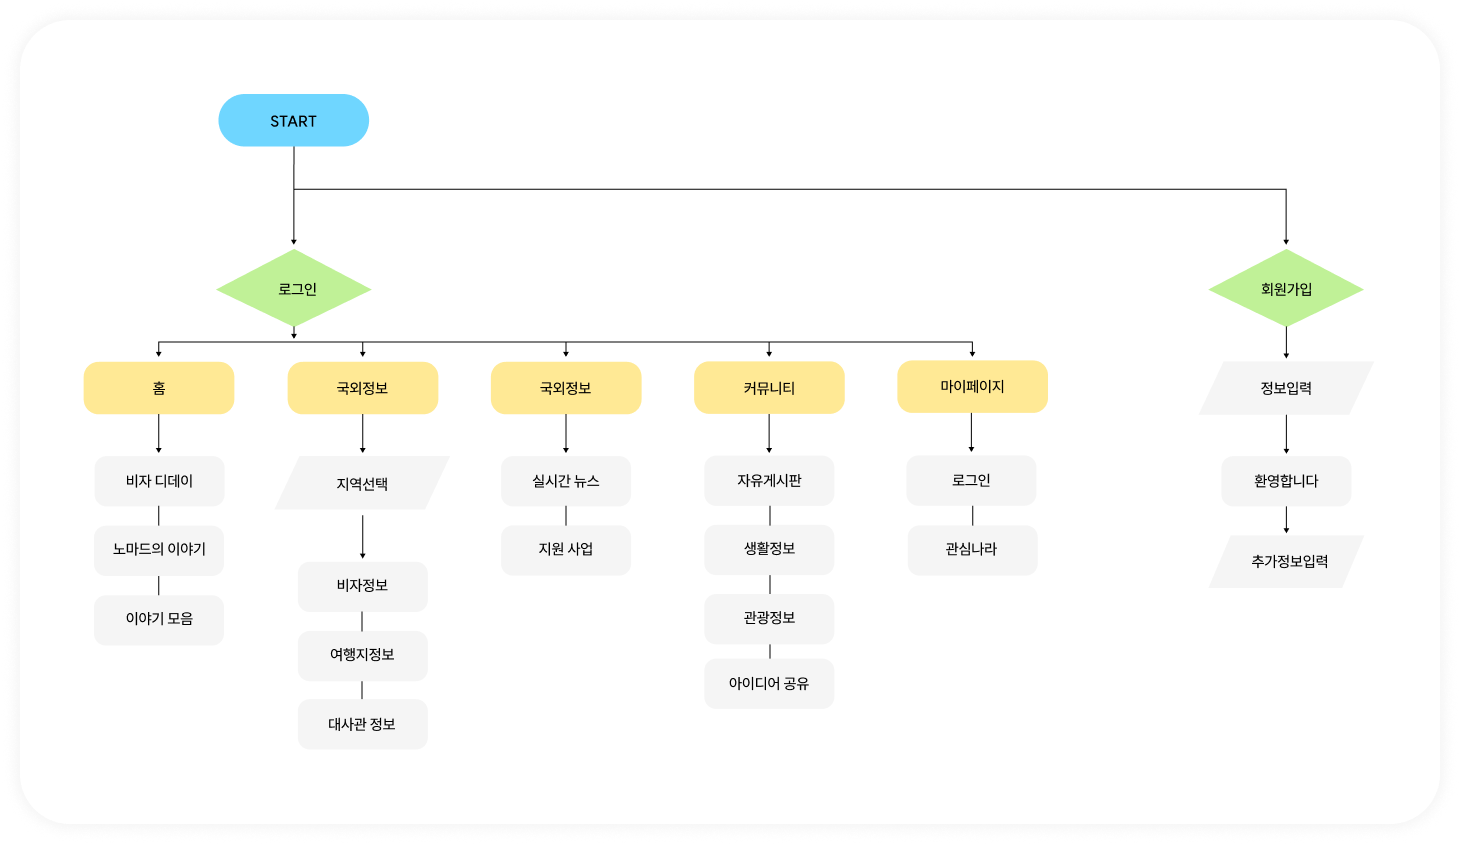 START
로그인
회원가입
홈
국외정보
국외정보
커뮤니티
마이페이지
정보입력
비자 디데이
지역선택
실시간 뉴스
자유게시판
로그인
환영합니다
노마드의 이야기
비자정보
지원 사업
생활정보
관심나라
추가정보입력
이야기 모음
여행지정보
관광정보
대사관 정보
아이디어 공유